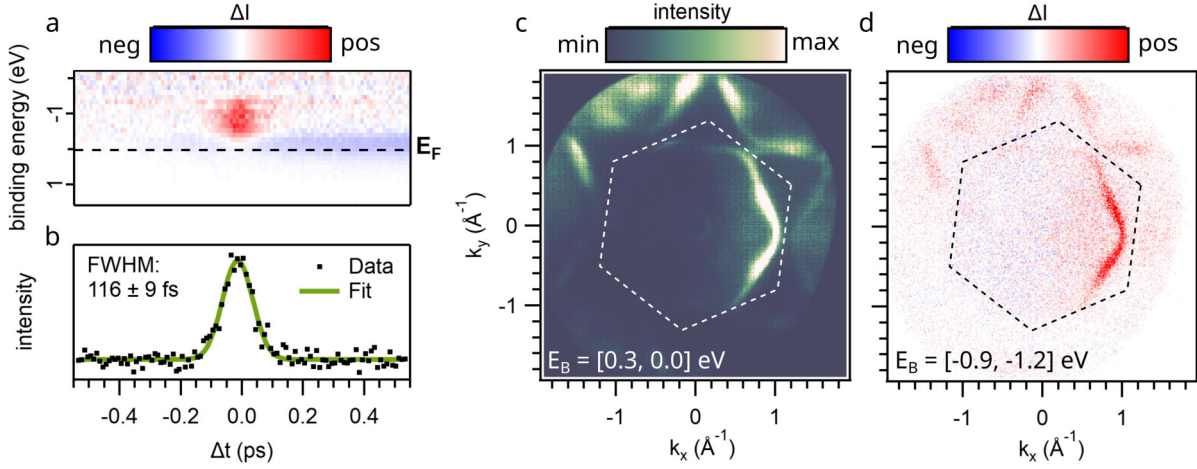 a
ΔI
neg
pos
binding energy (eV)
-1
1
E_F
b
intensity
FWHM:
116 ± 9 fs
Data
Fit
-0.4
-0.2
0.0
0.2
0.4
Δt (ps)
c
intensity
min
max
k_y (Å⁻¹)
1
0
-1
E_B = [0.3, 0.0] eV
-1
0
1
k_x (Å⁻¹)
d
ΔI
neg
pos
E_B = [-0.9, -1.2] eV
-1
0
1
k_x (Å⁻¹)